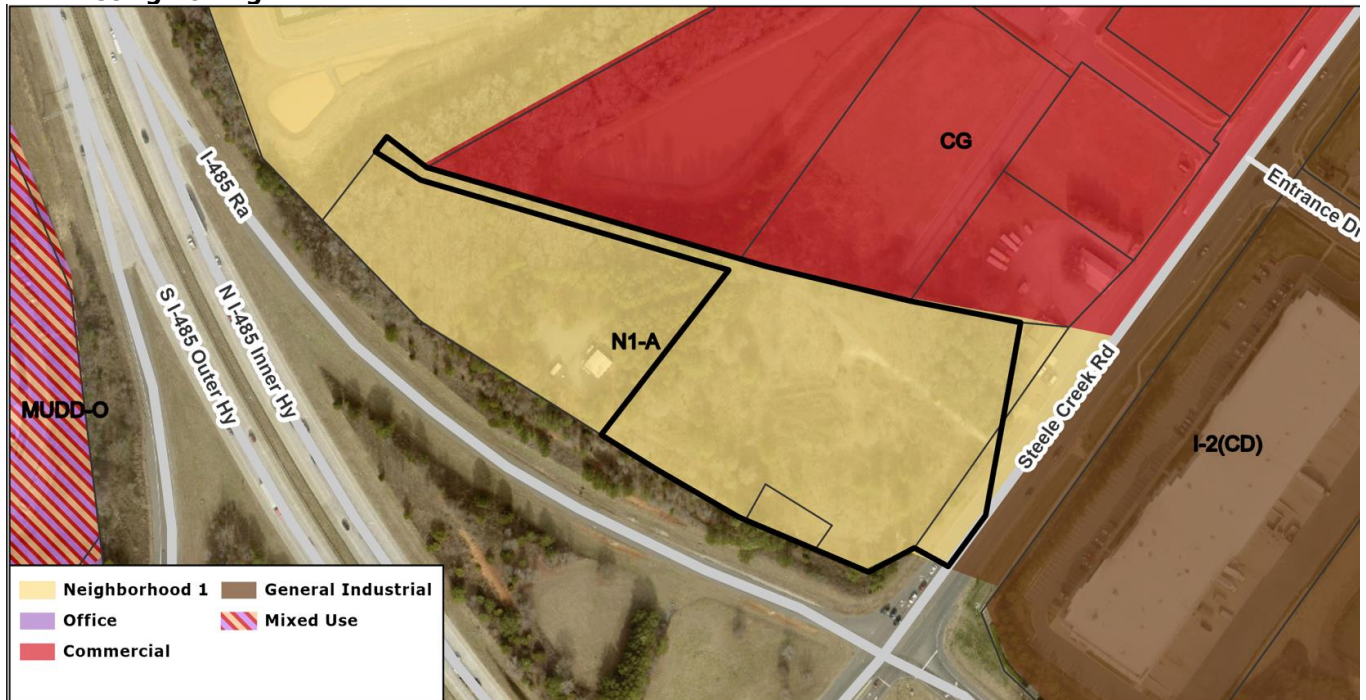 I-485 Ra
CG
Entrance Dr
S I-485 Outer Hy
N I-485 Inner Hy
N1-A
MUDD-O
Steele Creek Rd
I-2(CD)
Neighborhood 1
General Industrial
Office
Mixed Use
Commercial